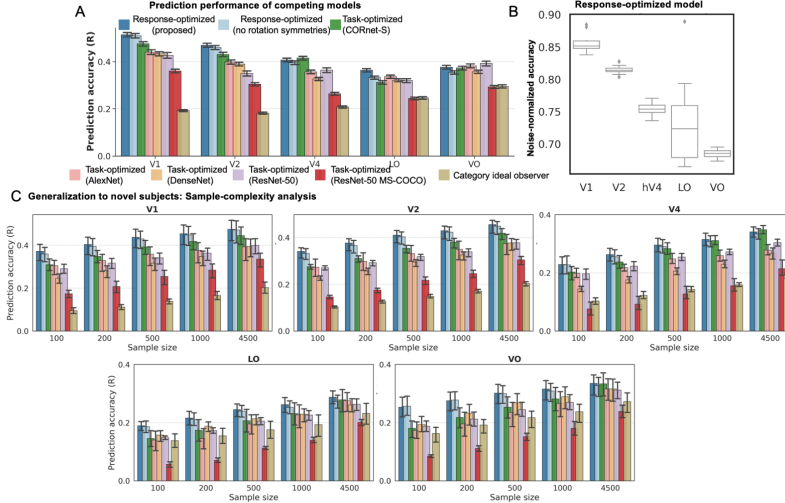 A
Prediction performance of competing models
Response-optimized
(proposed)
Response-optimized
(no rotation symmetries)
Task-optimized
(CORnet-S)
Prediction accuracy (R)
0.4
0.2
0.0
V1
V2
V4
LO
VO
Task-optimized
(AlexNet)
Task-optimized
(DenseNet)
Task-optimized
(ResNet-50)
Task-optimized
(ResNet-50 MS-COCO)
Category ideal observer
B
Response-optimized model
Noise-normalized accuracy
0.90
0.85
0.80
0.75
0.70
V1
V2
hV4
LO
VO
C
Generalization to novel subjects: Sample-complexity analysis
V1
Prediction accuracy (R)
0.4
0.2
0.0
100
200
500
1000
4500
Sample size
V2
0.4
0.2
0.0
100
200
500
1000
4500
Sample size
V4
0.4
0.2
0.0
100
200
500
1000
4500
Sample size
LO
Prediction accuracy (R)
0.4
0.2
0.0
100
200
500
1000
4500
Sample size
VO
0.4
0.2
0.0
100
200
500
1000
4500
Sample size